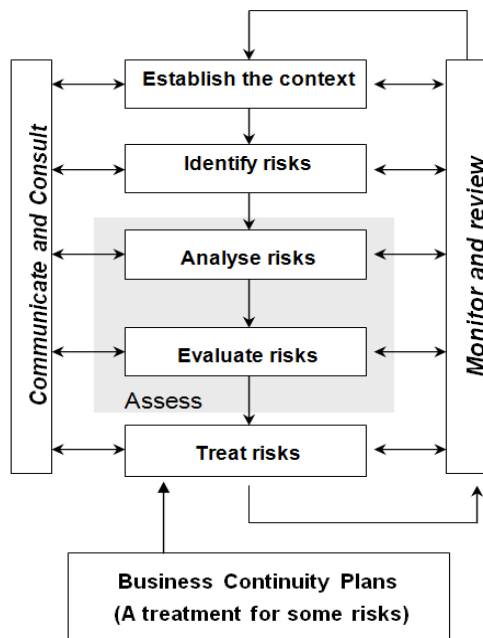 Establish the context
Identify risks
Analyse risks
Evaluate risks
Assess
Treat risks
Communicate and Consult
Monitor and review
Business Continuity Plans
(A treatment for some risks)